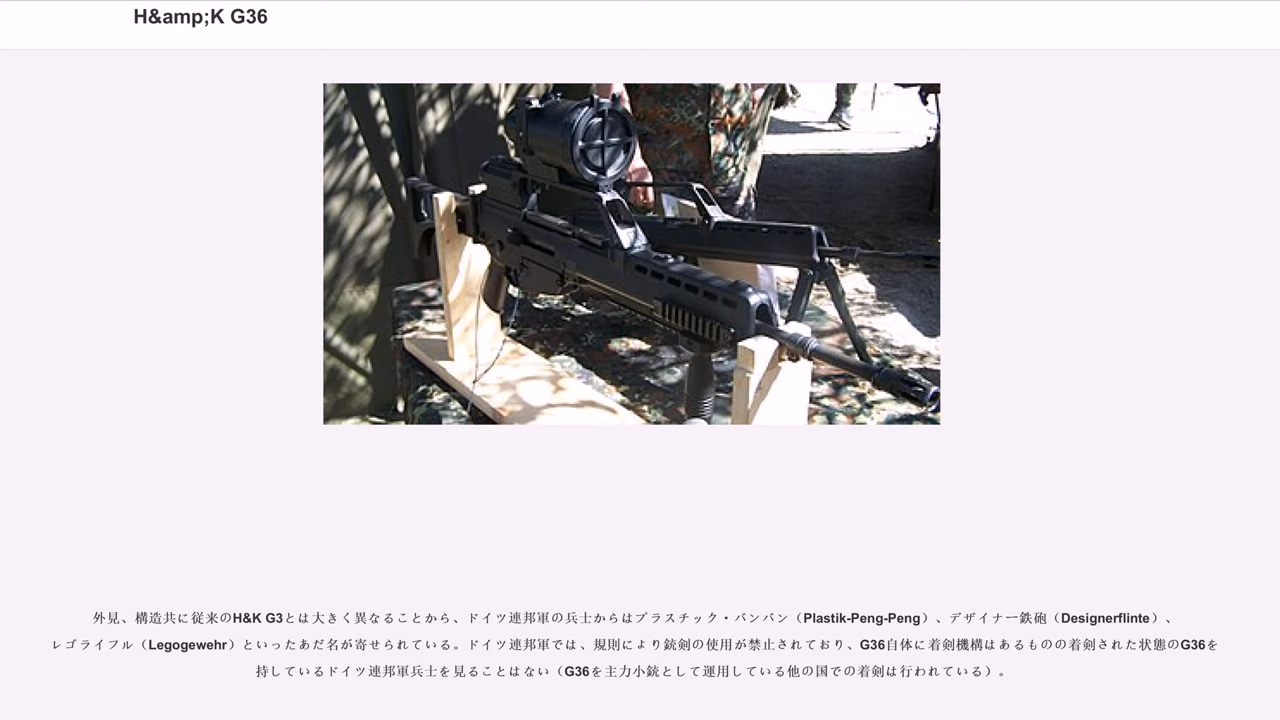 H&amp;K G36
外見、構造共に従来のH&K G3とは大きく異なることから、ドイツ連邦軍の兵士からはプラスチック・バンバン（Plastik-Peng-Peng）、デザイナー鉄砲（Designerflinte）、
レゴライフル（Legogewehr）といったあだ名が寄せられている。ドイツ連邦軍では、規則により銃剣の使用が禁止されており、G36自体に着剣機構はあるものの着剣された状態のG36を
持しているドイツ連邦軍兵士を見ることはない（G36を主力小銃として運用している他の国での着剣は行われている）。